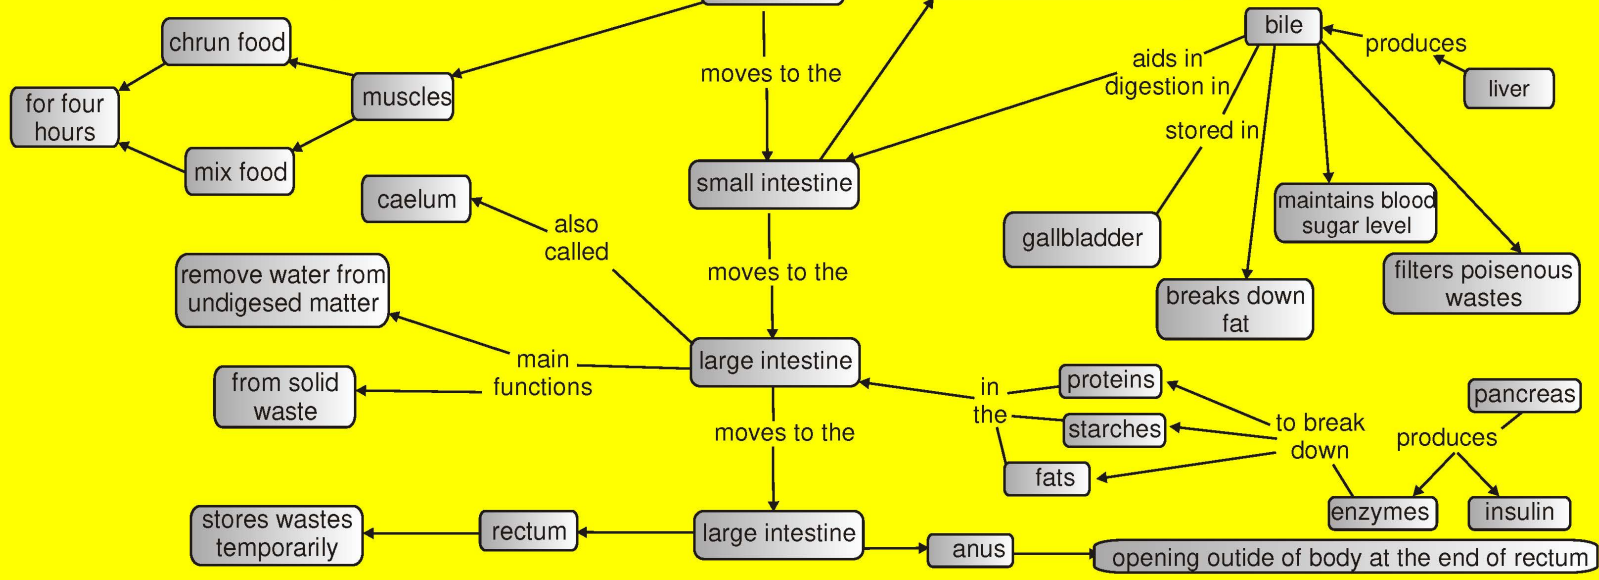 chrun food
for four
hours
muscles
mix food
moves to the
small intestine
bile
produces
liver
aids in
digestion in
stored in
gallbladder
maintains blood
sugar level
breaks down
fat
filters poisenous
wastes
caelum
also
called
moves to the
remove water from
undigesed matter
large intestine
main
functions
from solid
waste
in
the
proteins
starches
fats
to break
down
pancreas
produces
enzymes
insulin
moves to the
large intestine
rectum
stores wastes
temporarily
anus
opening outide of body at the end of rectum